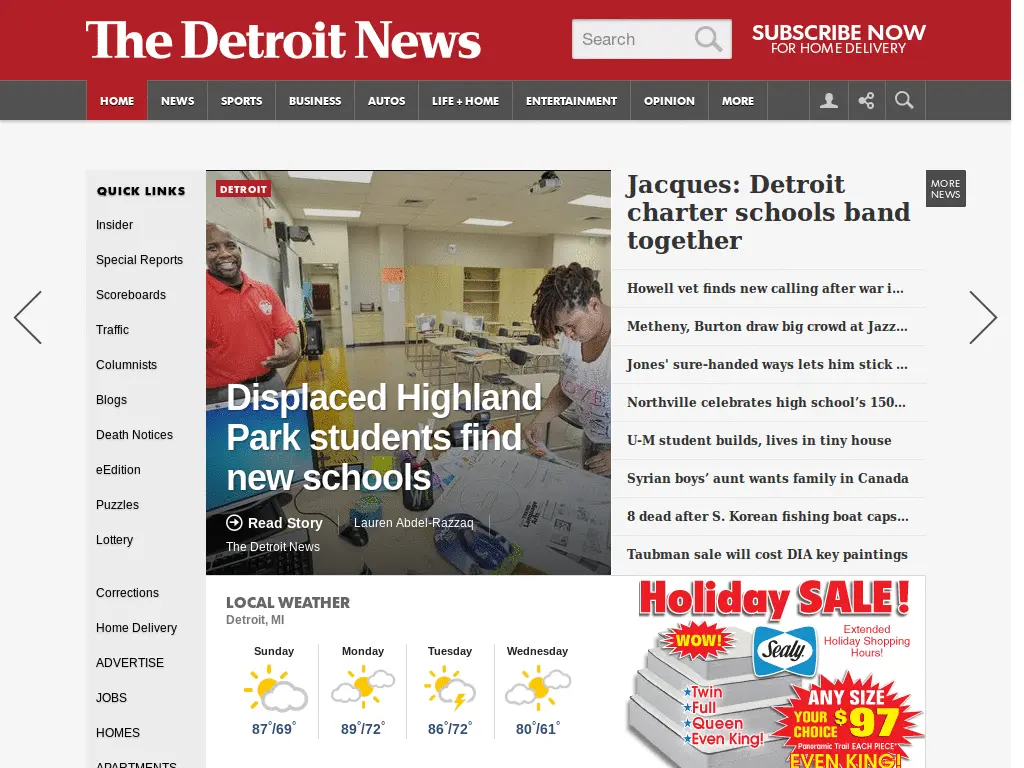 The Detroit News
Search
SUBSCRIBE NOW
FOR HOME DELIVERY
HOME
NEWS
SPORTS
BUSINESS
AUTOS
LIFE + HOME
ENTERTAINMENT
OPINION
MORE
QUICK LINKS
Insider
Special Reports
Scoreboards
Traffic
Columnists
Blogs
Death Notices
eEdition
Puzzles
Lottery
Corrections
Home Delivery
ADVERTISE
JOBS
HOMES
APARTMENTS
DETROIT
Displaced Highland
Park students find
new schools
Read Story
Lauren Abdel-Razzaq
The Detroit News
Jacques: Detroit
charter schools band
together
MORE
NEWS
Howell vet finds new calling after war i...
Metheny, Burton draw big crowd at Jazz...
Jones' sure-handed ways lets him stick ...
Northville celebrates high school’s 150...
U-M student builds, lives in tiny house
Syrian boys’ aunt wants family in Canada
8 dead after S. Korean fishing boat caps...
Taubman sale will cost DIA key paintings
LOCAL WEATHER
Detroit, MI
Sunday
87°/69°
Monday
89°/72°
Tuesday
86°/72°
Wednesday
80°/61°
Holiday SALE!
WOW!
Sealy
Extended
Holiday Shopping
Hours!
Twin
Full
Queen
Even King!
ANY SIZE
YOUR
CHOICE
$97
Panoramic Trail EACH PIECE
EVEN KING!